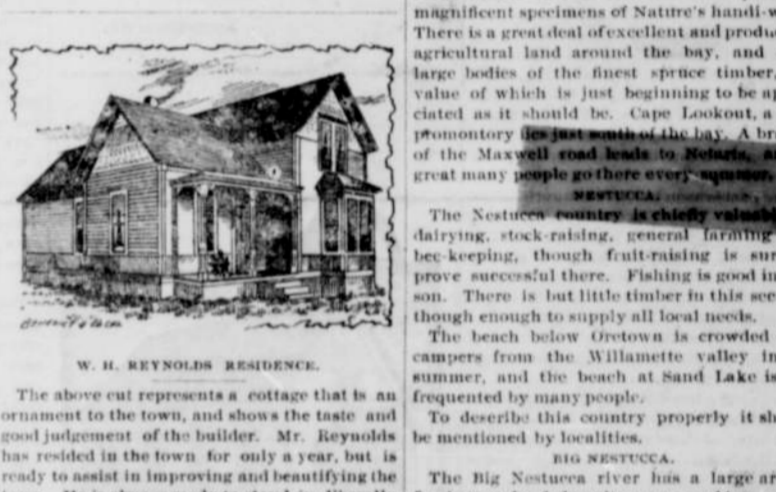 W. H. REYNOLDS RESIDENCE.
The above cut represents a cottage that is an
ornament to the town, and shows the taste and
good judgement of the builder. Mr. Reynolds
has resided in the town for only a year, but is
ready to assist in improving and beautifying the
magnificent specimens of Nature's handi-w
There is a great deal of excellent and produ
agricultural land around the bay, and
large bodies of the finest spruce timber,
value of which is just beginning to be ap
ciated as it should be. Cape Lookout, a
promontory lies just south of the bay. A br
of the Maxwell road leads to Netarts, a
great many people go there every summer.
NESTUCCA.
The Nestucca country is chiefly valuab
dairying, stock-raising, general farming
bee-keeping, though fruit-raising is sur
prove successful there. Fishing is good in
son. There is but little timber in this sec
though enough to supply all local needs.
The beach below Oretown is crowded
campers from the Willamette valley in
summer, and the beach at Sand Lake is
frequented by many people.
To describe this country properly it sh
be mentioned by localities.
BIG NESTUCCA.
The Big Nestucca river has a large ar